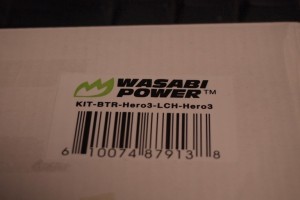 WASABI
POWER™
KIT-BTR-Hero3-LCH-Hero3
6 10074 87913 8